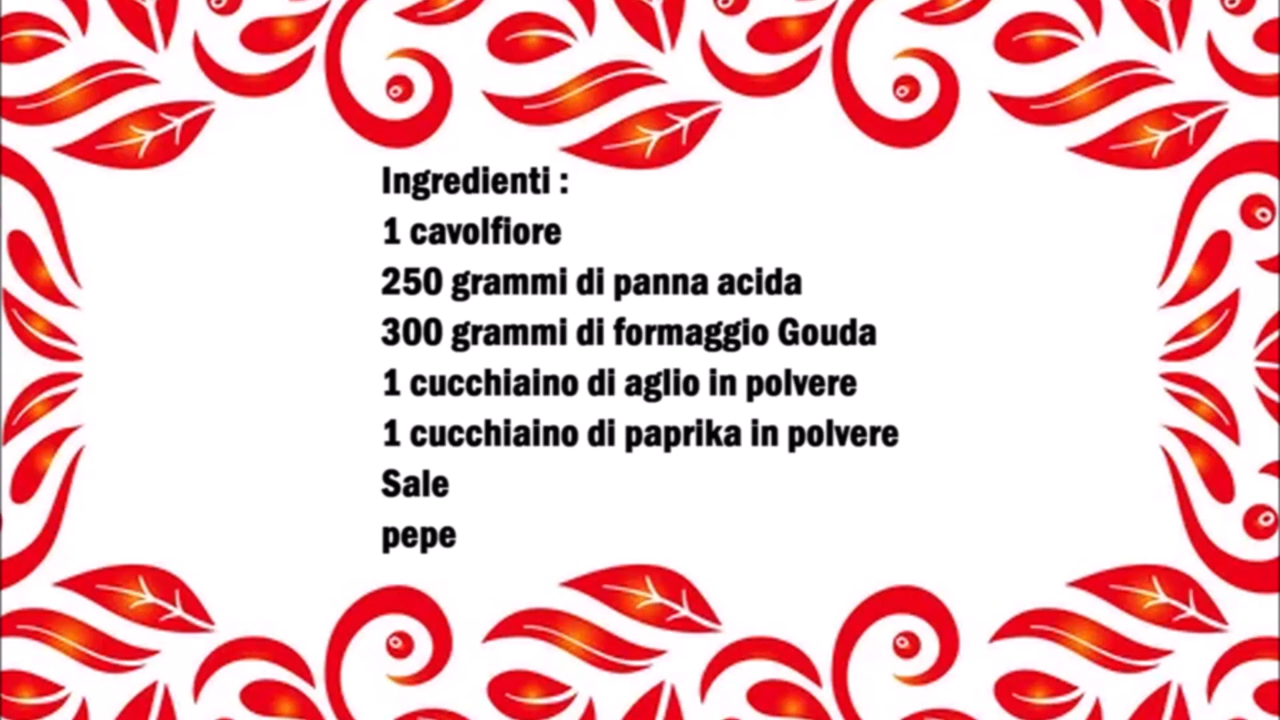 Ingredienti :
1 cavolfiore
250 grammi di panna acida
300 grammi di formaggio Gouda
1 cucchiaino di aglio in polvere
1 cucchiaino di paprika in polvere
Sale
pepe